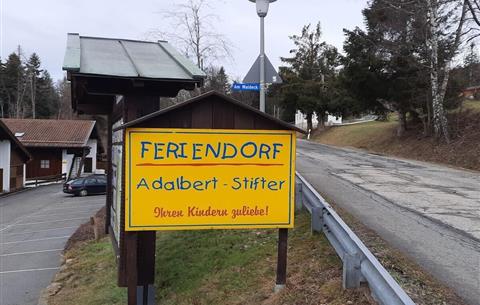 Am Waldeck
FERIENDORF
Adalbert-Stifter
Ihren Kindern zuliebe!